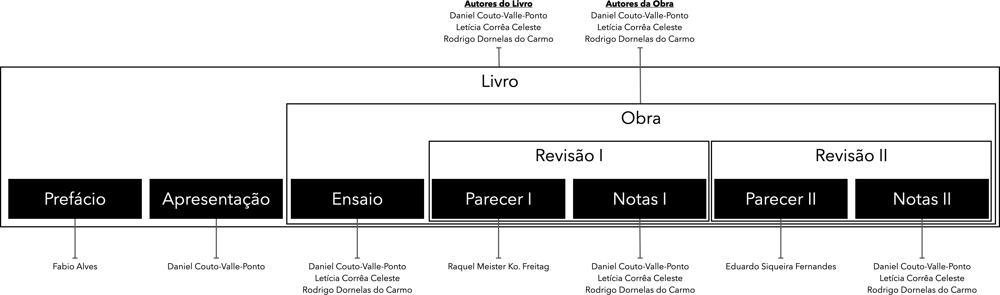 Autores do Livro
Daniel Couto-Valle-Ponto
Letícia Corrêa Celeste
Rodrigo Dornelas do Carmo
Autores da Obra
Daniel Couto-Valle-Ponto
Letícia Corrêa Celeste
Rodrigo Dornelas do Carmo
Livro
Obra
Revisão I
Revisão II
Prefácio
Apresentação
Ensaio
Parecer I
Notas I
Parecer II
Notas II
Fabio Alves
Daniel Couto-Valle-Ponto
Daniel Couto-Valle-Ponto
Letícia Corrêa Celeste
Rodrigo Dornelas do Carmo
Raquel Meister Ko. Freitag
Daniel Couto-Valle-Ponto
Letícia Corrêa Celeste
Rodrigo Dornelas do Carmo
Eduardo Siqueira Fernandes
Daniel Couto-Valle-Ponto
Letícia Corrêa Celeste
Rodrigo Dornelas do Carmo